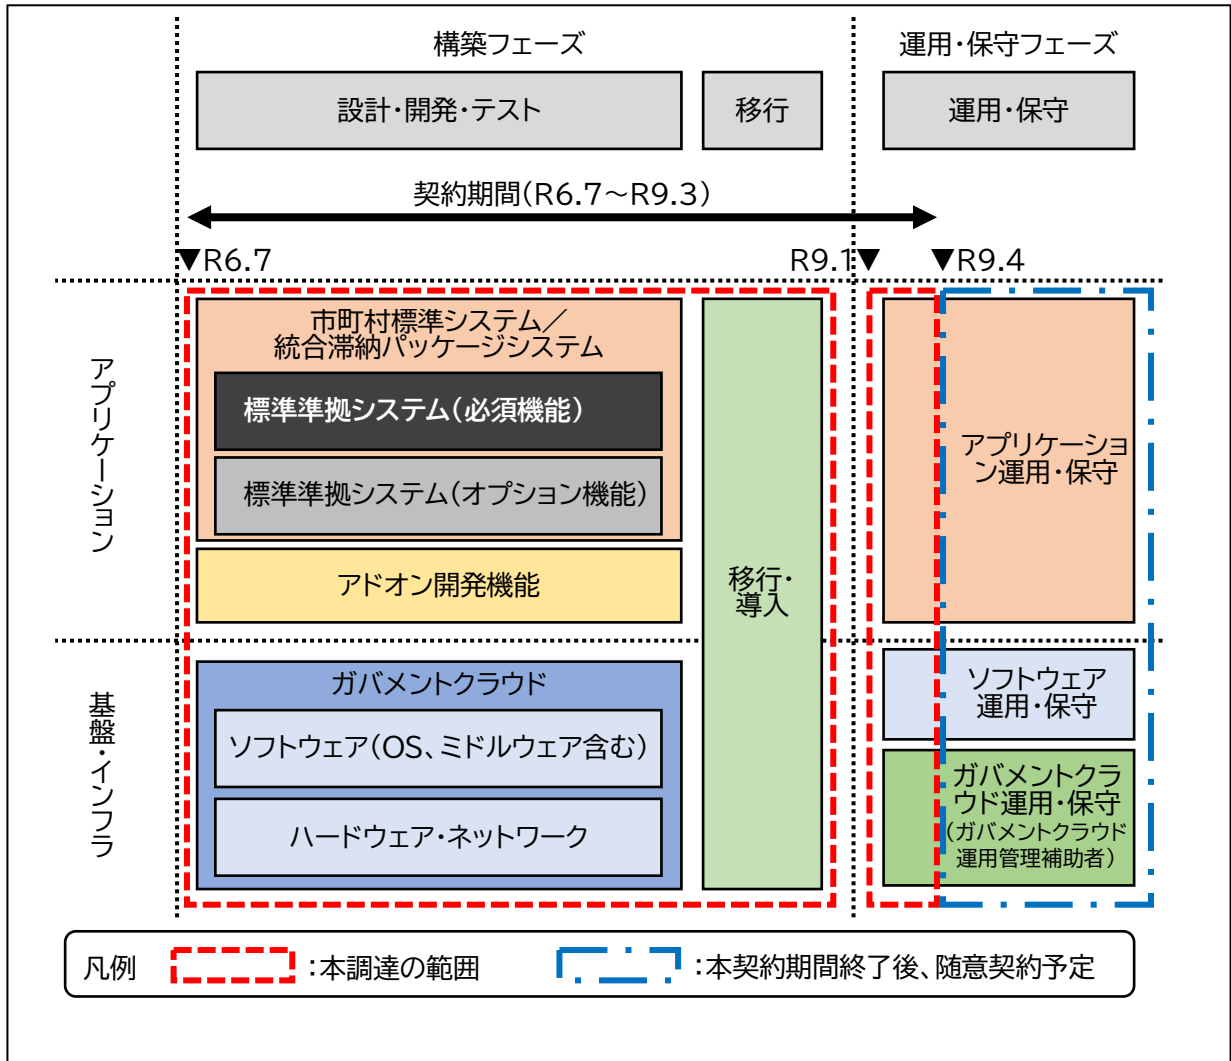 構築フェーズ
運用・保守フェーズ
設計・開発・テスト
移行
運用・保守
契約期間(R6.7～R9.3)
▼R6.7
R9.1▼
▼R9.4
アプリケーション
市町村標準システム／
統合滞納パッケージシステム
標準準拠システム(必須機能)
標準準拠システム(オプション機能)
アドオン開発機能
移行・
導入
アプリケーショ
ン運用・保守
基盤・インフラ
ガバメントクラウド
ソフトウェア(OS、ミドルウェア含む)
ハードウェア・ネットワーク
ソフトウェア
運用・保守
ガバメントクラ
ウド運用・保守
(ガバメントクラウド
運用管理補助者)
凡例
:本調達の範囲
:本契約期間終了後、随意契約予定